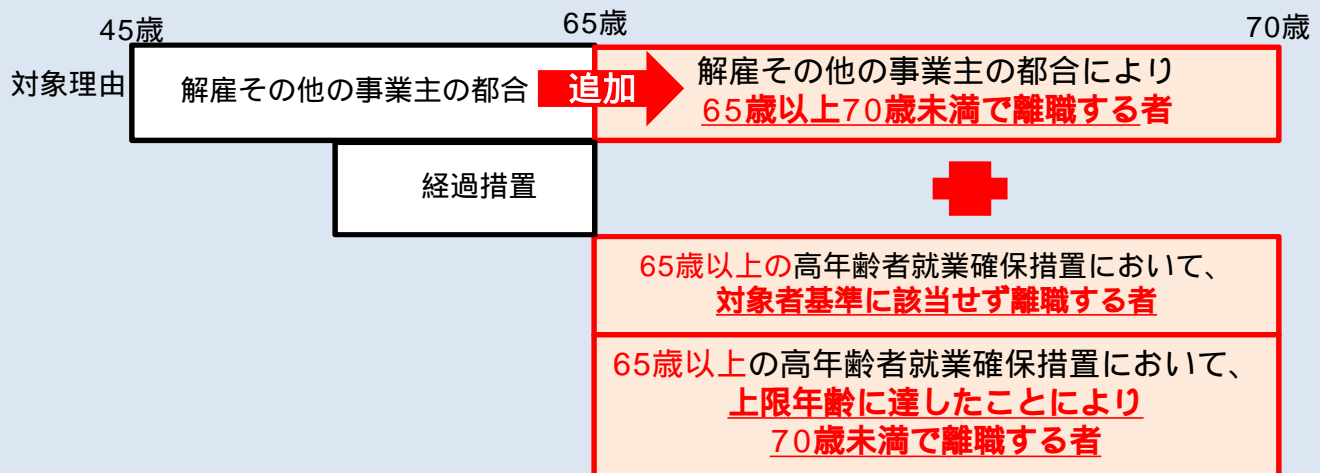 45歳
65歳
70歳
対象理由
解雇その他の事業主の都合
追加
解雇その他の事業主の都合により
65歳以上70歳未満で離職する者
経過措置
65歳以上の高年齢者就業確保措置において、
対象者基準に該当せず離職する者
65歳以上の高年齢者就業確保措置において、
上限年齢に達したことにより
70歳未満で離職する者